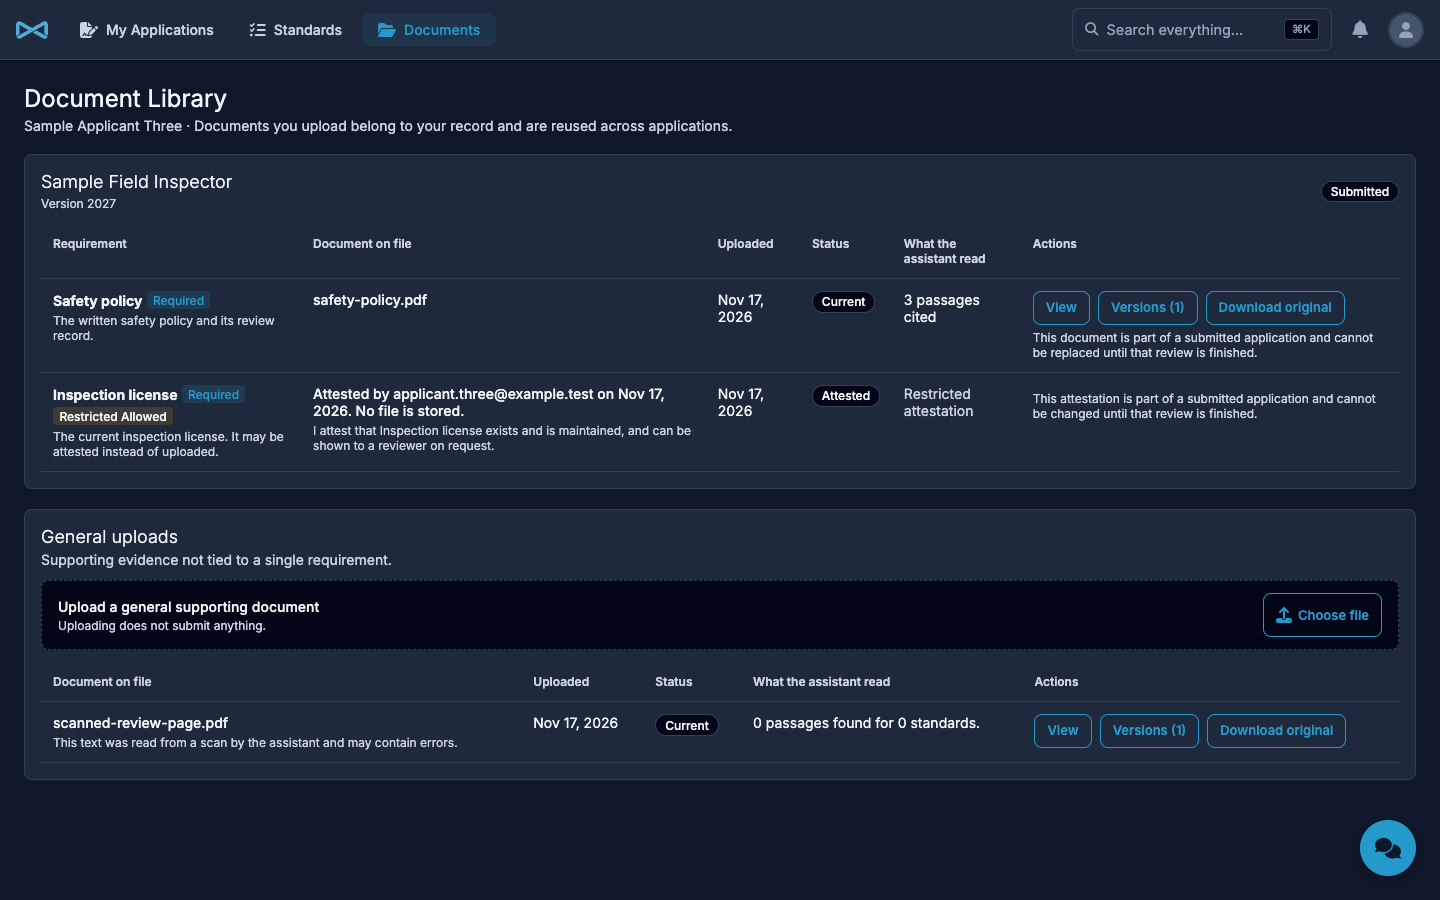 My Applications
Standards
Documents
Search everything...
⌘K
Document Library
Sample Applicant Three · Documents you upload belong to your record and are reused across applications.
Sample Field Inspector
Version 2027
Submitted
Requirement
Document on file
Uploaded
Status
What the
assistant read
Actions
Safety policy Required
The written safety policy and its review
record.
safety-policy.pdf
Nov 17,
2026
Current
3 passages
cited
View
Versions (1)
Download original
This document is part of a submitted application and cannot
be replaced until that review is finished.
Inspection license Required
Restricted Allowed
The current inspection license. It may be
attested instead of uploaded.
Attested by applicant.three@example.test on Nov 17,
2026. No file is stored.
I attest that Inspection license exists and is maintained, and can be
shown to a reviewer on request.
Nov 17,
2026
Attested
Restricted
attestation
This attestation is part of a submitted application and cannot
be changed until that review is finished.
General uploads
Supporting evidence not tied to a single requirement.
Upload a general supporting document
Uploading does not submit anything.
Choose file
Document on file
Uploaded
Status
What the assistant read
Actions
scanned-review-page.pdf
This text was read from a scan by the assistant and may contain errors.
Nov 17, 2026
Current
0 passages found for 0 standards.
View
Versions (1)
Download original